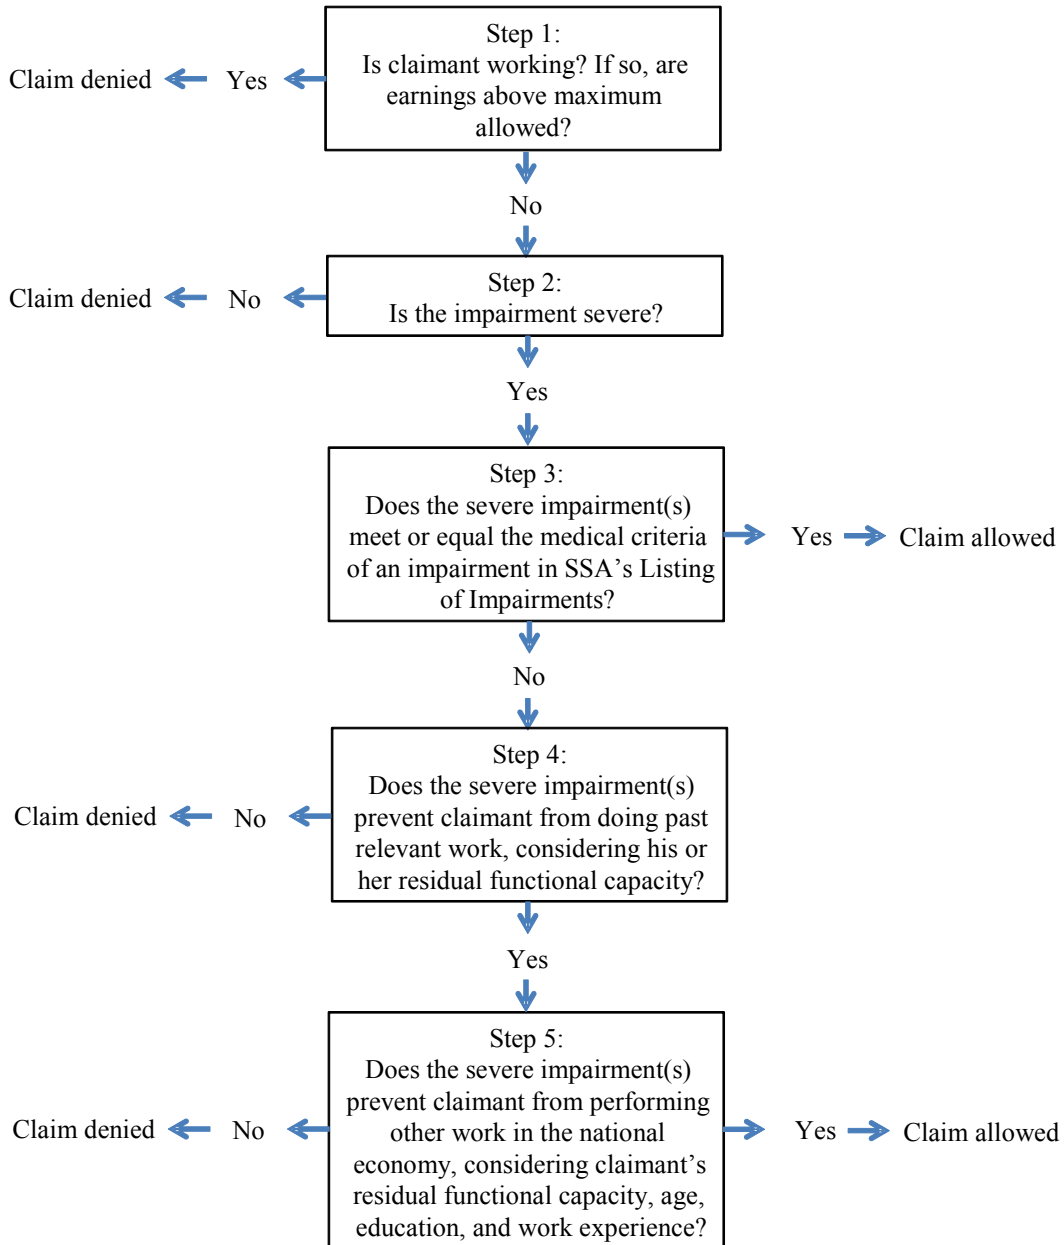 Step 1:
Is claimant working? If so, are
earnings above maximum
allowed?
Claim denied
Yes
No
Step 2:
Is the impairment severe?
Claim denied
No
Yes
Step 3:
Does the severe impairment(s)
meet or equal the medical criteria
of an impairment in SSA’s Listing
of Impairments?
Yes
Claim allowed
No
Step 4:
Does the severe impairment(s)
prevent claimant from doing past
relevant work, considering his or
her residual functional capacity?
Claim denied
No
Yes
Step 5:
Does the severe impairment(s)
prevent claimant from performing
other work in the national
economy, considering claimant’s
residual functional capacity, age,
education, and work experience?
Claim denied
No
Yes
Claim allowed